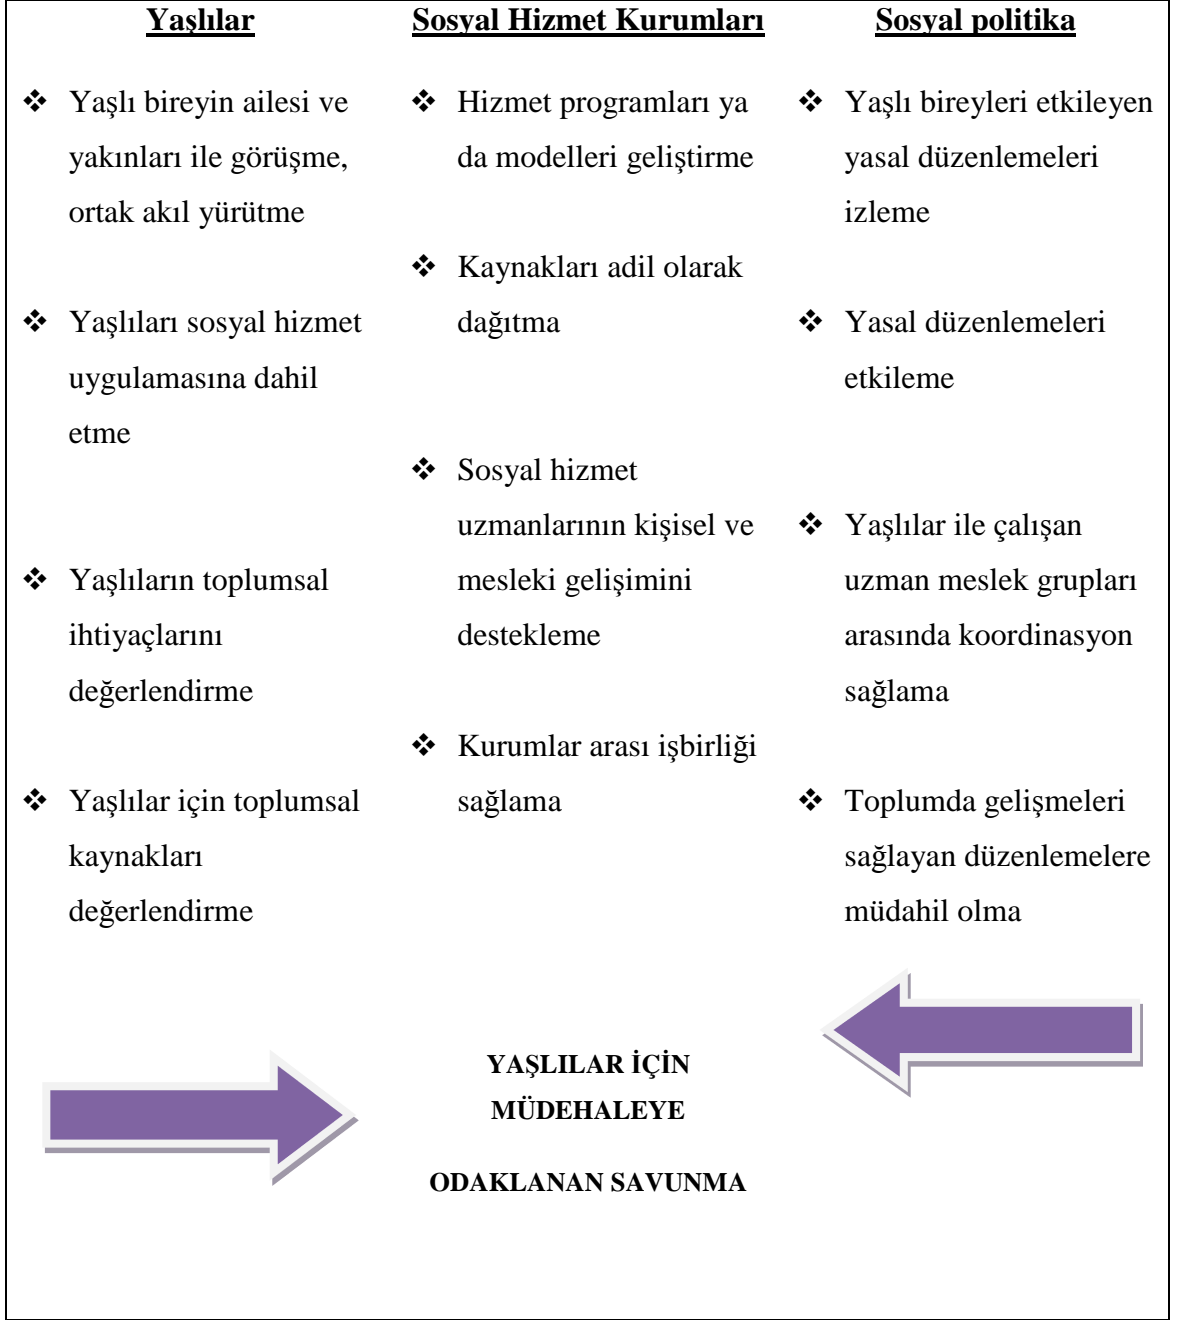 Yaşlılar
❖ Yaşlı bireyin ailesi ve
yakınları ile görüşme,
ortak akıl yürütme
❖ Yaşlıları sosyal hizmet
uygulamasına dahil
etme
❖ Yaşlıların toplumsal
ihtiyaçlarını
değerlendirme
❖ Yaşlılar için toplumsal
kaynakları
değerlendirme
Sosyal Hizmet Kurumları
❖ Hizmet programları ya
da modelleri geliştirme
❖ Kaynakları adil olarak
dağıtma
❖ Sosyal hizmet
uzmanlarının kişisel ve
mesleki gelişimini
destekleme
❖ Kurumlar arası işbirliği
sağlama
Sosyal politika
❖ Yaşlı bireyleri etkileyen
yasal düzenlemeleri
izleme
❖ Yasal düzenlemeleri
etkileme
❖ Yaşlılar ile çalışan
uzman meslek grupları
arasında koordinasyon
sağlama
❖ Toplumda gelişmeleri
sağlayan düzenlemelere
müdahil olma
YAŞLILAR İÇİN
MÜDEHALEYE
ODAKLANAN SAVUNMA